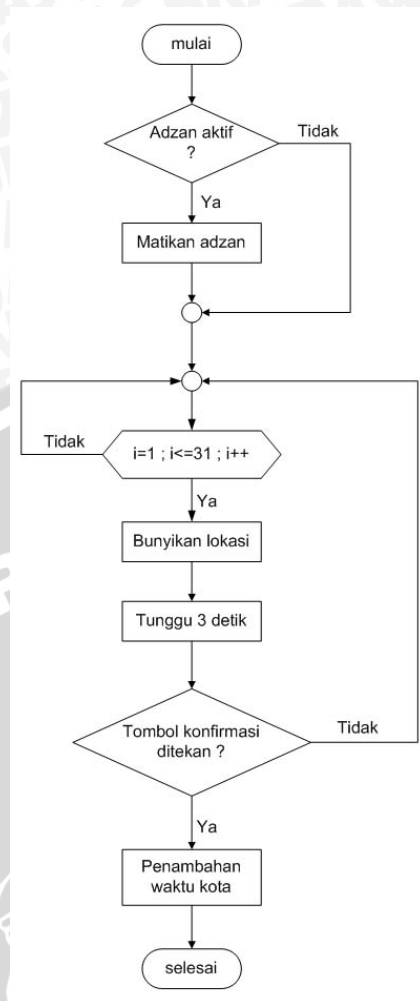 mulai
Adzan aktif
?
Tidak
Ya
Matikan adzan
Tidak
i=1 ; i<=31 ; i++
Ya
Bunyikan lokasi
Tunggu 3 detik
Tombol konfirmasi
ditekan ?
Tidak
Ya
Penambahan
waktu kota
selesai